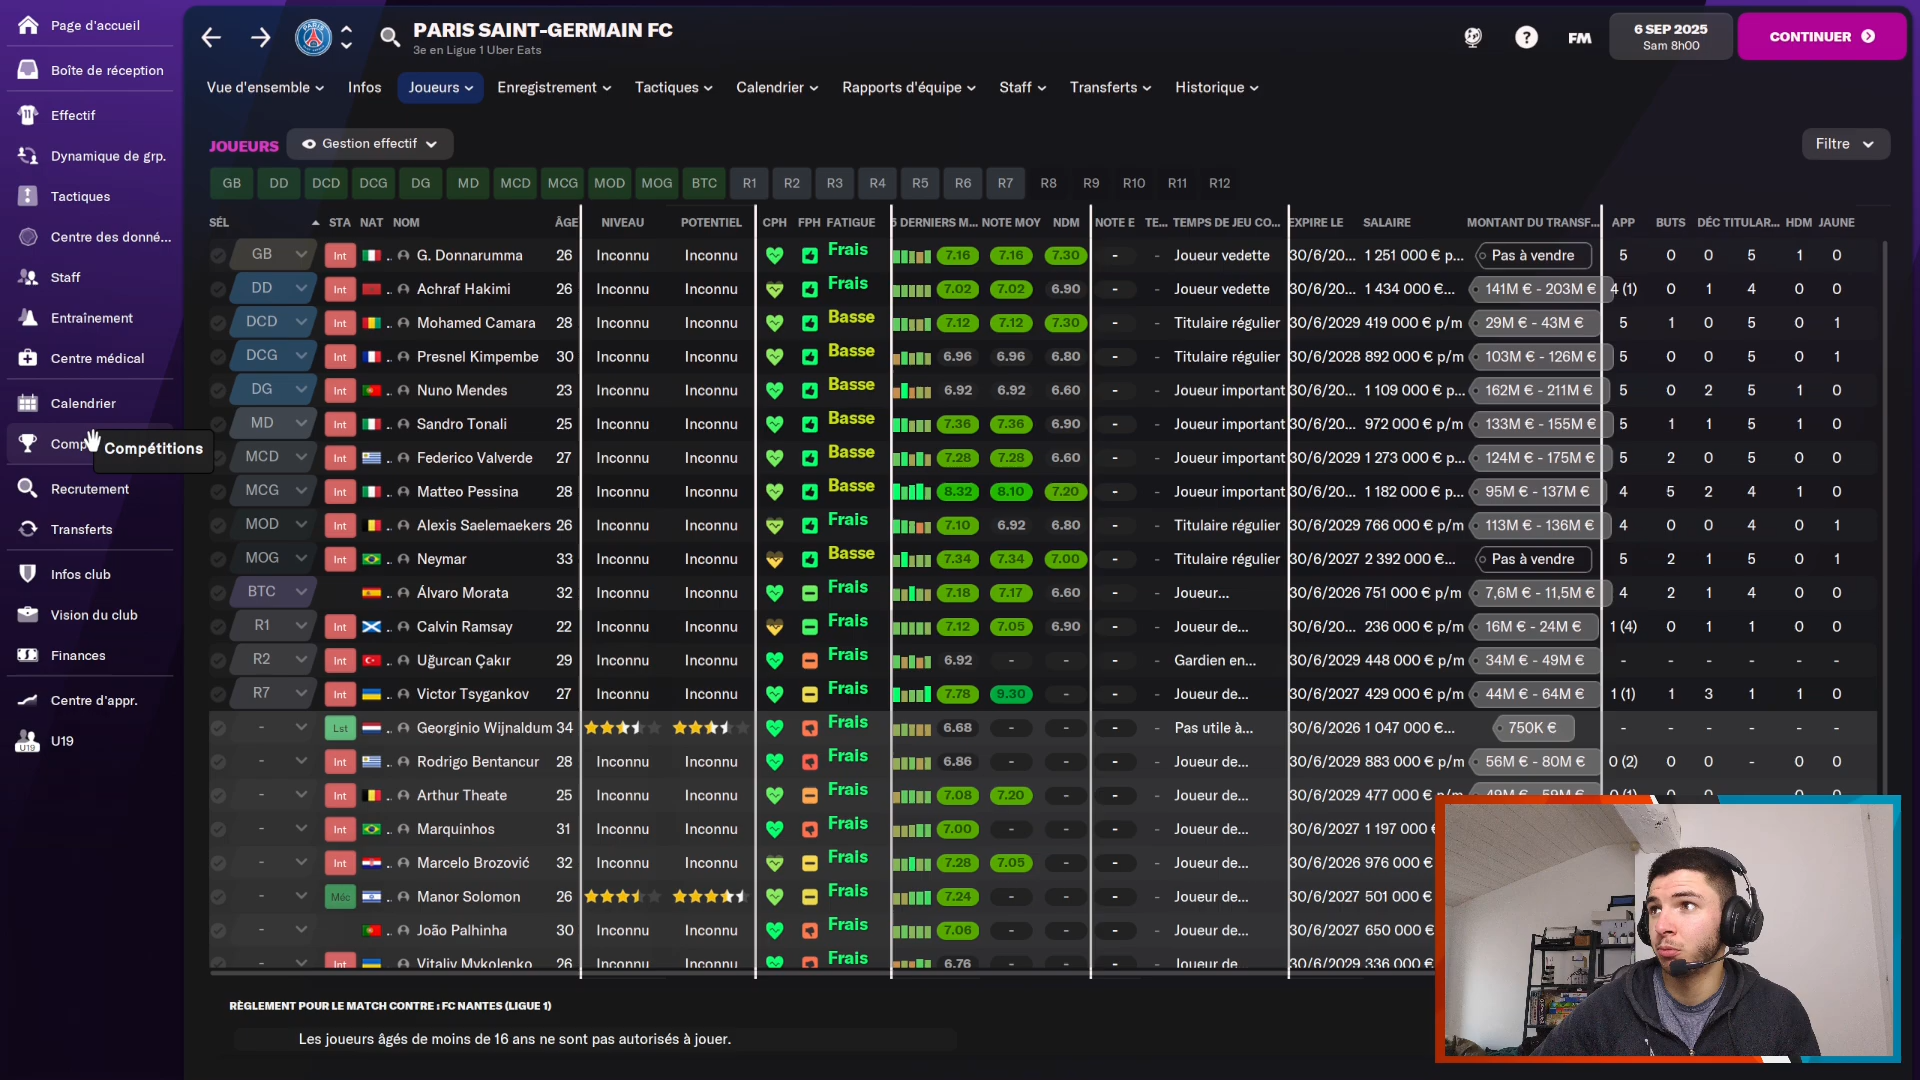 Page d'accueil
Boîte de réception
Effectif
Dynamique de grp.
Tactiques
Centre des donné...
Staff
Entraînement
Centre médical
Calendrier
Comp
Compétitions
Recrutement
Transferts
Infos club
Vision du club
Finances
Centre d'appr.
U19
PARIS SAINT-GERMAIN FC
3e en Ligue 1 Uber Eats
FM
6 SEP 2025
Sam 8h00
CONTINUER
Vue d'ensemble Infos Joueurs Enregistrement Tactiques Calendrier Rapports d'équipe Staff Transferts Historique
JOUEURS Gestion effectif Filtre
GB DD DCD DCG DG MD MCD MCG MOD MOG BTC R1 R2 R3 R4 R5 R6 R7 R8 R9 R10 R11 R12
SÉL STA NAT NOM ÂGE NIVEAU POTENTIEL CPH FPH FATIGUE 5 DERNIERS M... NOTE MOY NDM NOTE E TE... TEMPS DE JEU CO... EXPIRE LE SALAIRE MONTANT DU TRANSF... APP BUTS DÉC TITULAR... HDM JAUNE
GB Int G. Donnarumma 26 Inconnu Inconnu Frais 7.16 7.16 7.30 - Joueur vedette 30/6/20... 1 251 000 € p... Pas à vendre 5 0 0 5 1 0
DD Int Achraf Hakimi 26 Inconnu Inconnu Frais 7.02 7.02 6.90 - - Joueur vedette 30/6/20... 1 434 000 €... 141M € - 203M € 4 (1) 0 1 4 0 0
DCD Int Mohamed Camara 28 Inconnu Inconnu Basse 7.12 7.12 7.30 - - Titulaire régulier 30/6/2029 419 000 € p/m 29M € - 43M € 5 1 0 5 0 1
DCG Int Presnel Kimpembe 30 Inconnu Inconnu Basse 6.96 6.96 6.80 - - Titulaire régulier 30/6/2028 892 000 € p/m 103M € - 126M € 5 0 0 5 0 1
DG Int Nuno Mendes 23 Inconnu Inconnu Basse 6.92 6.92 6.60 - - Joueur important 30/6/20... 1 109 000 € p... 162M € - 211M € 5 0 2 5 1 0
MD Int Sandro Tonali 25 Inconnu Inconnu Basse 7.36 7.36 6.90 - - Joueur important 30/6/20... 972 000 € p... 133M € - 155M € 5 1 1 5 1 0
MCD Int Federico Valverde 27 Inconnu Inconnu Basse 7.28 7.28 6.60 - - Joueur important 30/6/2029 1 273 000 € p... 124M € - 175M € 5 2 0 5 0 0
MCG Int Matteo Pessina 28 Inconnu Inconnu Basse 8.32 8.10 7.20 - - Joueur important 30/6/20... 1 182 000 € p... 95M € - 137M € 4 5 2 4 1 0
MOD Int Alexis Saelemaekers 26 Inconnu Inconnu Frais 7.10 6.92 6.80 - - Titulaire régulier 30/6/2029 766 000 € p/m 113M € - 136M € 4 0 0 4 0 1
MOG Int Neymar 33 Inconnu Inconnu Basse 7.34 7.34 7.00 - - Titulaire régulier 30/6/2027 2 392 000 €... Pas à vendre 5 2 1 5 0 1
BTC Álvaro Morata 32 Inconnu Inconnu Frais 7.18 7.17 6.60 - - Joueur... 30/6/2026 751 000 € p/m 7,6M € - 11,5M € 4 2 1 4 0 0
R1 Int Calvin Ramsay 22 Inconnu Inconnu Frais 7.12 7.05 6.90 - - Joueur de... 30/6/20... 236 000 € p/m 16M € - 24M € 1 (4) 0 1 1 0 0
R2 Int Uğurcan Çakır 29 Inconnu Inconnu Frais 6.92 - - - - Gardien en... 30/6/2029 448 000 € p/m 34M € - 49M € - - - - - -
R7 Int Victor Tsygankov 27 Inconnu Inconnu Frais 7.78 9.30 - - - Joueur de... 30/6/2027 429 000 € p/m 44M € - 64M € 1 (1) 1 3 1 1 0
- Lst Georginio Wijnaldum 34 Frais 6.68 - - - - Pas utile à... 30/6/2026 1 047 000 €... 750K € - - - - - -
- Int Rodrigo Bentancur 28 Inconnu Inconnu Frais 6.86 - - - - Joueur de... 30/6/2029 883 000 € p/m 56M € - 80M € 0 (2) 0 0 - 0 0
- Int Arthur Theate 25 Inconnu Inconnu Frais 7.08 7.20 - - - Joueur de... 30/6/2029 477 000 € p/m
- Int Marquinhos 31 Inconnu Inconnu Frais 7.00 - - - - Joueur de... 30/6/2027 1 197 000 €
- Int Marcelo Brozović 32 Inconnu Inconnu Frais 7.28 7.05 - - - Joueur de... 30/6/2026 976 000 €
- Méc Manor Solomon 26 Frais 7.24 - - - - Joueur de... 30/6/2027 501 000 €
- João Palhinha 30 Inconnu Inconnu Frais 7.06 - - - - Joueur de... 30/6/2027 650 000 €
- Int Vitaliy Mykolenko 26 Inconnu Inconnu Frais 6.76 - - - - Joueur de 30/6/2029 336 000 €
RÈGLEMENT POUR LE MATCH CONTRE : FC NANTES (LIGUE 1)
Les joueurs âgés de moins de 16 ans ne sont pas autorisés à jouer.